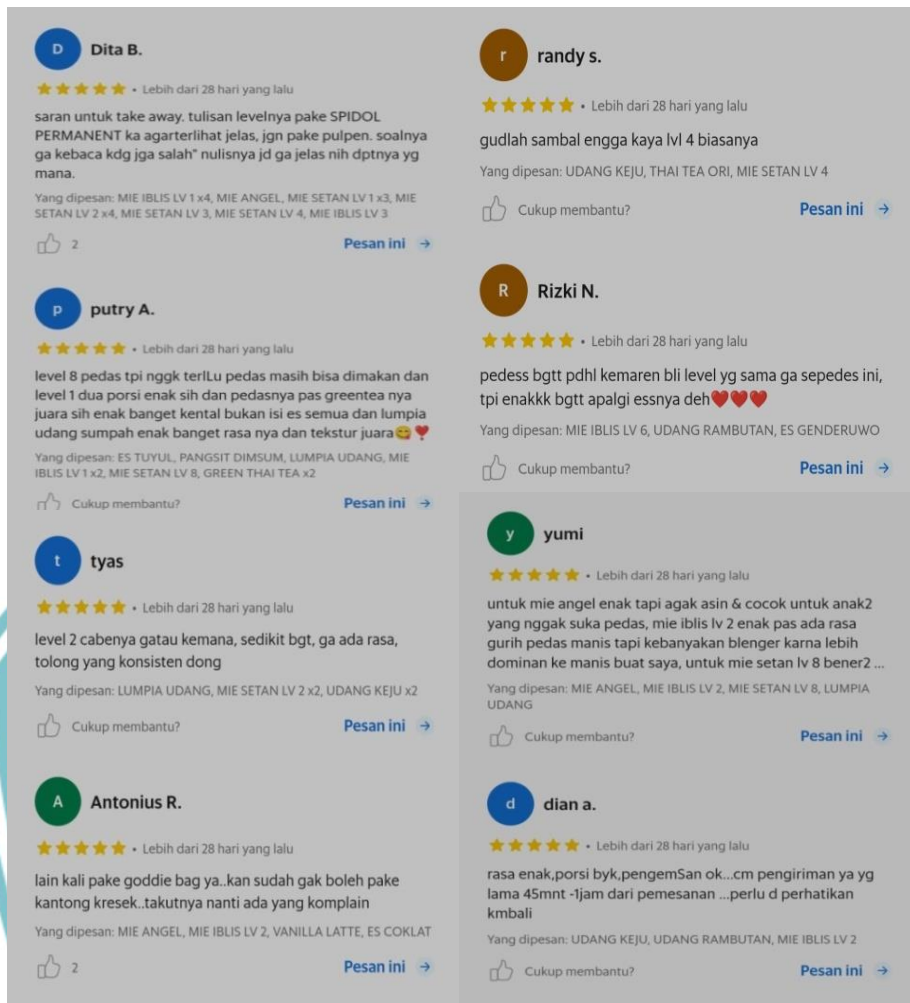 D
Dita B.
• Lebih dari 28 hari yang lalu
saran untuk take away. tulisan levelnya pake SPIDOL
PERMANENT ka agarterlihat jelas, jgn pake pulpen. soalnya
ga kebaca kdg jga salah" nulisnya jd ga jelas nih dptnya yg
mana.
Yang dipesan: MIE IBLIS LV 1 x4, MIE ANGEL, MIE SETAN LV 1 x3, MIE
SETAN LV 2 x4, MIE SETAN LV 3, MIE SETAN LV 4, MIE IBLIS LV 3
2
Pesan ini →
p
putry A.
• Lebih dari 28 hari yang lalu
level 8 pedas tpi nggk terlLu pedas masih bisa dimakan dan
level 1 dua porsi enak sih dan pedasnya pas greentea nya
juara sih enak banget kental bukan isi es semua dan lumpia
udang sumpah enak banget rasa nya dan tekstur juara😋❣️
Yang dipesan: ES TUYUL, PANGSIT DIMSUM, LUMPIA UDANG, MIE
IBLIS LV 1 x2, MIE SETAN LV 8, GREEN THAI TEA x2
Cukup membantu?
Pesan ini →
t
tyas
• Lebih dari 28 hari yang lalu
level 2 cabenya gatau kemana, sedikit bgt, ga ada rasa,
tolong yang konsisten dong
Yang dipesan: LUMPIA UDANG, MIE SETAN LV 2 x2, UDANG KEJU x2
Cukup membantu?
Pesan ini →
A
Antonius R.
• Lebih dari 28 hari yang lalu
lain kali pake goddie bag ya..kan sudah gak boleh pake
kantong kresek..takutnya nanti ada yang komplain
Yang dipesan: MIE ANGEL, MIE IBLIS LV 2, VANILLA LATTE, ES COKLAT
2
Pesan ini →
r
randy s.
• Lebih dari 28 hari yang lalu
gudlah sambal engga kaya lvl 4 biasanya
Yang dipesan: UDANG KEJU, THAI TEA ORI, MIE SETAN LV 4
Cukup membantu?
Pesan ini →
R
Rizki N.
• Lebih dari 28 hari yang lalu
pedess bgtt pdhl kemaren bli level yg sama ga sepedes ini,
tpi enakkk bgtt apalgi essnya deh❤️❤️❤️
Yang dipesan: MIE IBLIS LV 6, UDANG RAMBUTAN, ES GENDERUWO
Cukup membantu?
Pesan ini →
y
yumi
• Lebih dari 28 hari yang lalu
untuk mie angel enak tapi agak asin & cocok untuk anak2
yang nggak suka pedas, mie iblis lv 2 enak pas ada rasa
gurih pedas manis tapi kebanyakan blenger karna lebih
dominan ke manis buat saya, untuk mie setan lv 8 bener2 ...
Yang dipesan: MIE ANGEL, MIE IBLIS LV 2, MIE SETAN LV 8, LUMPIA
UDANG
Cukup membantu?
Pesan ini →
d
dian a.
• Lebih dari 28 hari yang lalu
rasa enak,porsi byk,pengemSan ok...cm pengiriman ya yg
lama 45mnt -1jam dari pemesanan ...perlu d perhatikan
kmbali
Yang dipesan: UDANG KEJU, UDANG RAMBUTAN, MIE IBLIS LV 2
Cukup membantu?
Pesan ini →